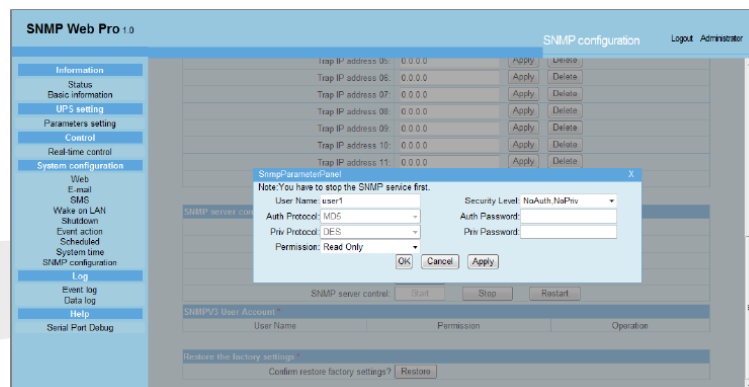 SNMP Web Pro 1.0
SNMP configuration
Logout Administrator
Information
Status
Basic information
UPS setting
Parameters setting
Control
Real-time control
System configuration
Web
E-mail
SMS
Wake on LAN
Shutdown
Event action
Scheduled
System time
SNMP configuration
Log
Event log
Data log
Help
Serial Port Debug
Trap IP address 05: 0.0.0.0 Apply Delete
Trap IP address 06: 0.0.0.0 Apply Delete
Trap IP address 07: 0.0.0.0 Apply Delete
Trap IP address 08: 0.0.0.0 Apply Delete
Trap IP address 09: 0.0.0.0 Apply Delete
Trap IP address 10: 0.0.0.0 Apply Delete
Trap IP address 11: 0.0.0.0 Apply Delete
SnmpParameterPanel X
Note:You have to stop the SNMP service first.
User Name: user1 Security Level: NoAuth,NoPriv
Auth Protocol: MD5 Auth Password:
Priv Protocol: DES Priv Password:
Permission: Read Only
OK Cancel Apply
SNMP server con
SNMP server control: Start Stop Restart
SNMPV3 User Account *
User Name Permission Operation
Restore the factory settings *
Confirm restore factory settings? Restore